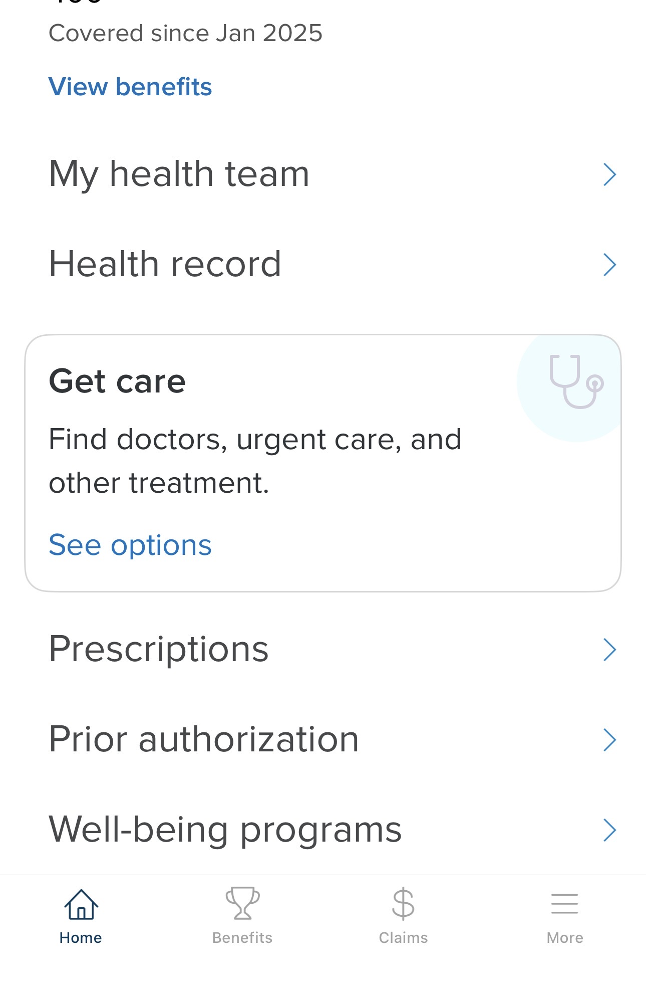 Covered since Jan 2025
View benefits
My health team
Health record
Get care
Find doctors, urgent care, and
other treatment.
See options
Prescriptions
Prior authorization
Well-being programs
Home
Benefits
Claims
More